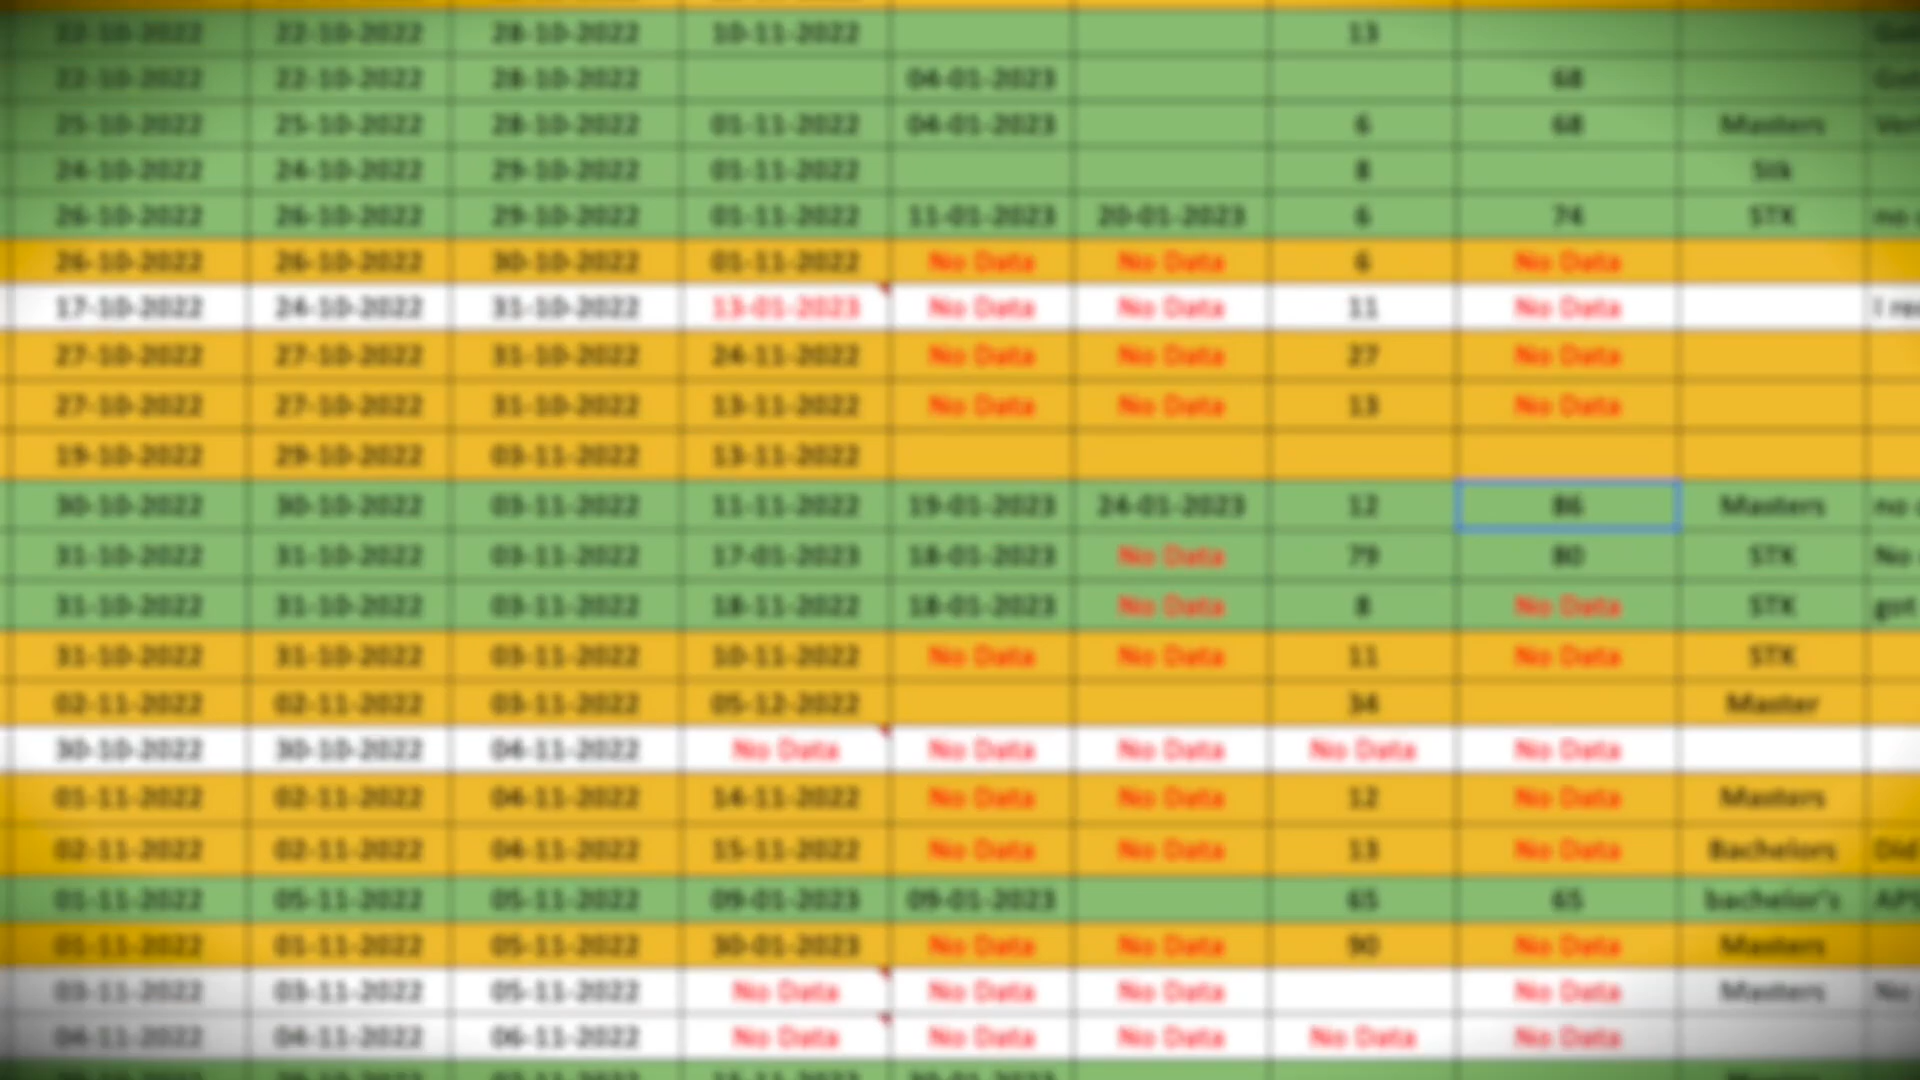 22-10-2022 22-10-2022 28-10-2022 10-11-2022 13
22-10-2022 22-10-2022 28-10-2022 04-01-2023 68
25-10-2022 25-10-2022 28-10-2022 01-11-2022 04-01-2023 6 68 Masters
24-10-2022 24-10-2022 29-10-2022 01-11-2022 8 Stk
26-10-2022 26-10-2022 29-10-2022 01-11-2022 11-01-2023 20-01-2023 6 74 STK no
26-10-2022 26-10-2022 30-10-2022 01-11-2022 No Data No Data 6 No Data
17-10-2022 24-10-2022 31-10-2022 13-01-2023 No Data No Data 11 No Data I
27-10-2022 27-10-2022 31-10-2022 24-11-2022 No Data No Data 27 No Data
27-10-2022 27-10-2022 31-10-2022 13-11-2022 No Data No Data 13 No Data
19-10-2022 29-10-2022 03-11-2022 13-11-2022
30-10-2022 30-10-2022 03-11-2022 11-11-2022 19-01-2023 24-01-2023 12 86 Masters no
31-10-2022 31-10-2022 03-11-2022 17-01-2023 18-01-2023 No Data 79 80 STK No
31-10-2022 31-10-2022 03-11-2022 18-11-2022 18-01-2023 No Data 8 No Data STK got
31-10-2022 31-10-2022 03-11-2022 10-11-2022 No Data No Data 11 No Data STK
02-11-2022 02-11-2022 03-11-2022 05-12-2022 34 Master
30-10-2022 30-10-2022 04-11-2022 No Data No Data No Data No Data No Data
01-11-2022 02-11-2022 04-11-2022 14-11-2022 No Data No Data 12 No Data Masters
02-11-2022 02-11-2022 04-11-2022 15-11-2022 No Data No Data 13 No Data Bachelors Did
01-11-2022 05-11-2022 05-11-2022 09-01-2023 09-01-2023 65 65 bachelor's APS
01-11-2022 01-11-2022 05-11-2022 30-01-2023 No Data No Data 90 No Data Masters
03-11-2022 03-11-2022 05-11-2022 No Data No Data No Data No Data Masters No
04-11-2022 04-11-2022 06-11-2022 No Data No Data No Data No Data No Data